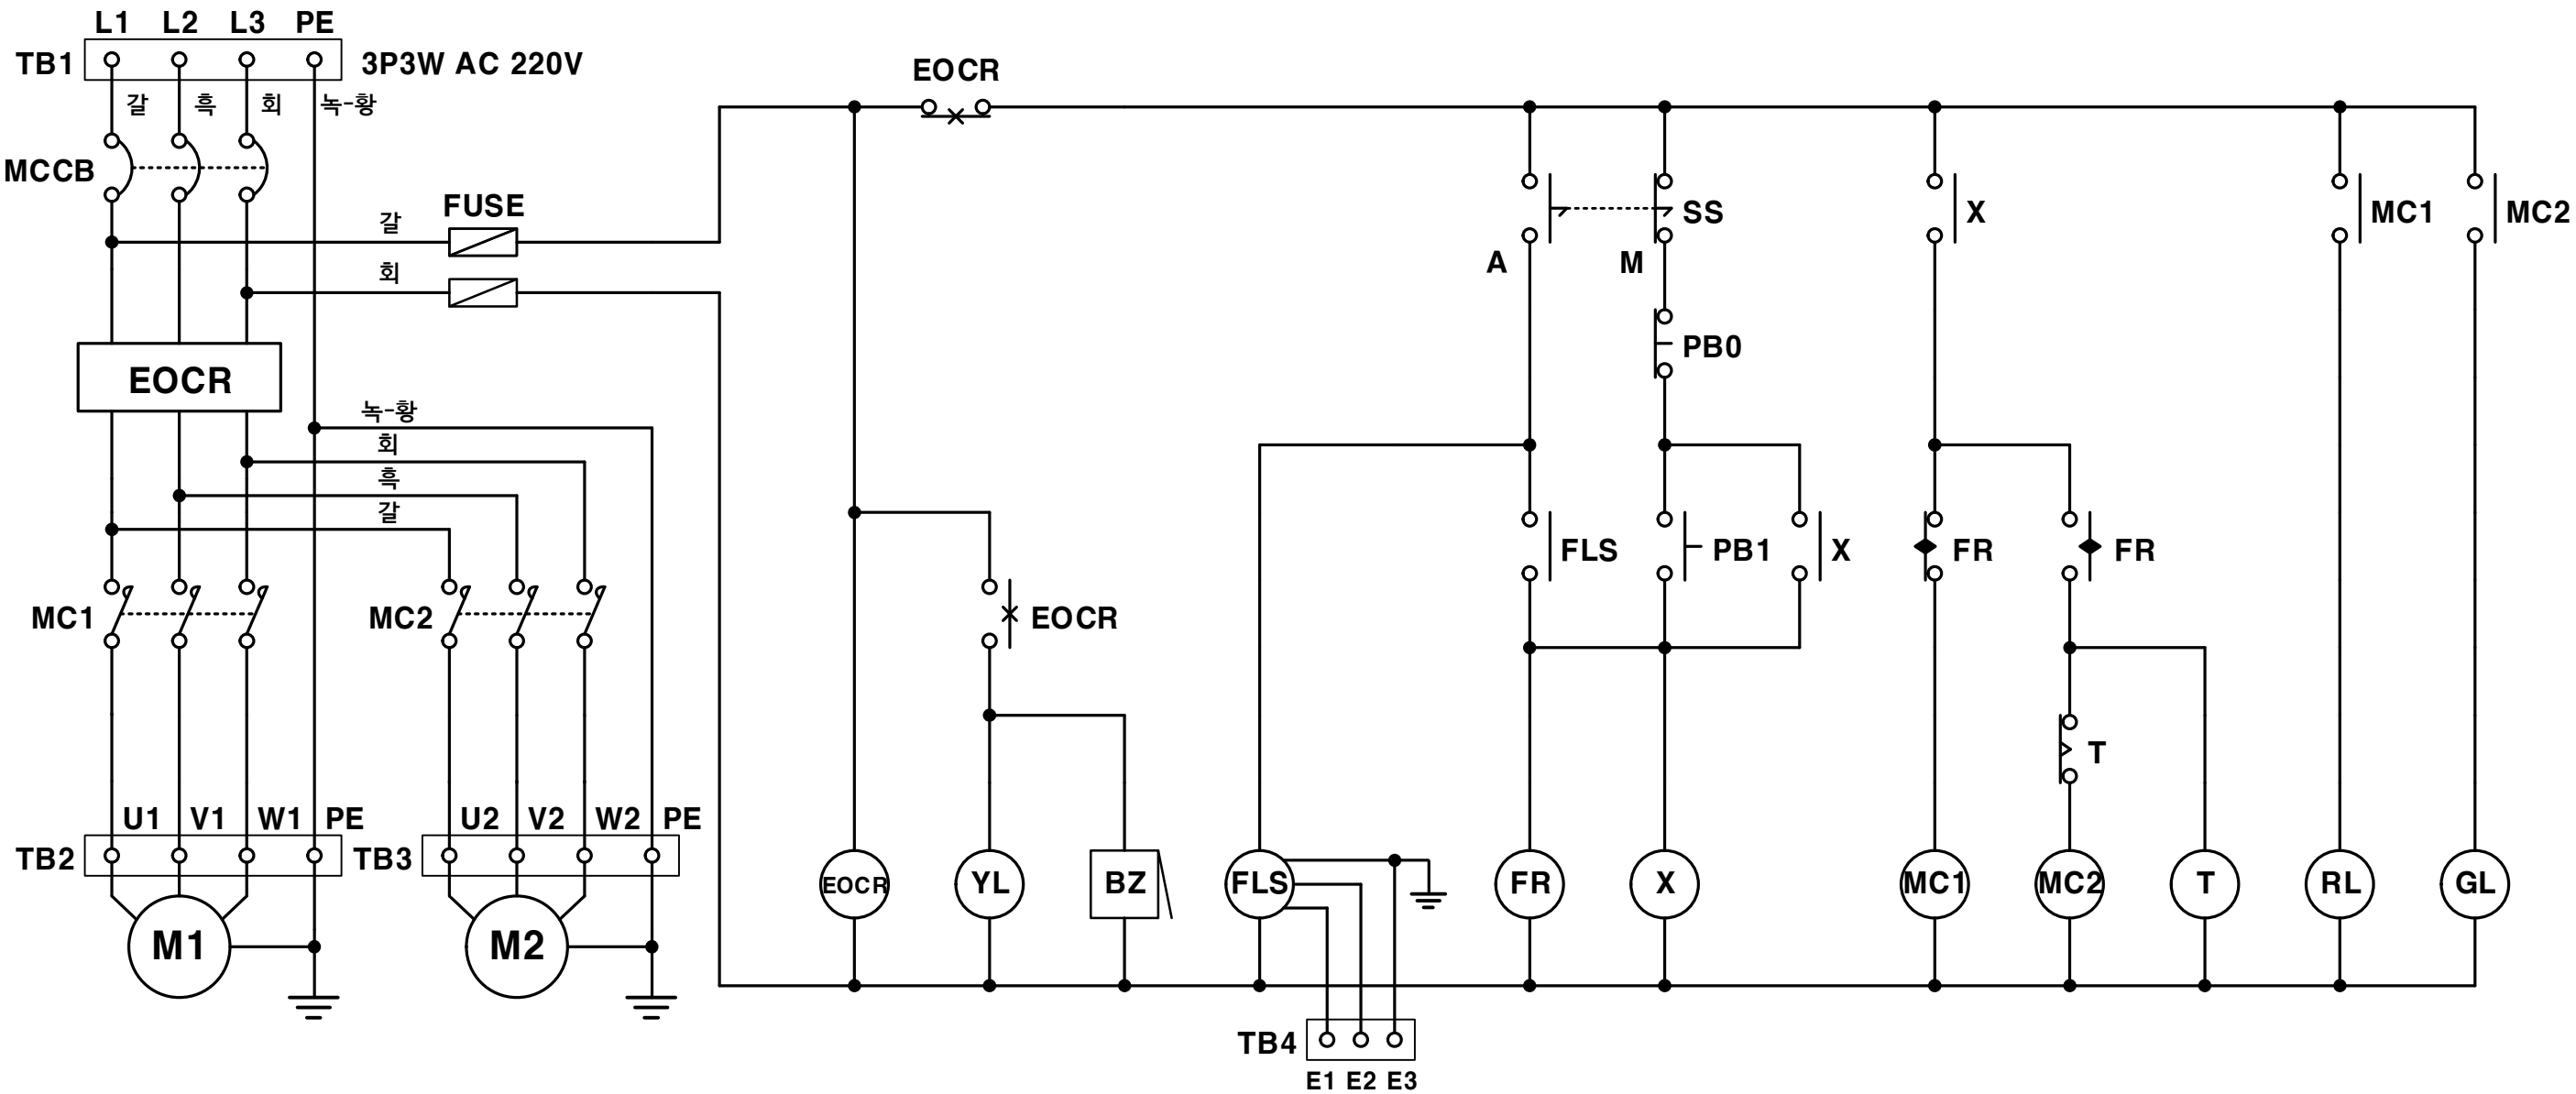 L1 L2 L3 PE
TB1 3P3W AC 220V
갈 흑 회 녹-황
MCCB
갈 FUSE
회
EOCR
녹-황
회
흑
갈
MC1 MC2
U1 V1 W1 PE U2 V2 W2 PE
TB2 TB3
M1 M2
EOCR
SS X MC1 MC2
A M
PB0
FLS PB1 X FR FR
EOCR
T
EOCR YL BZ FLS FR X MC1 MC2 T RL GL
TB4
E1 E2 E3